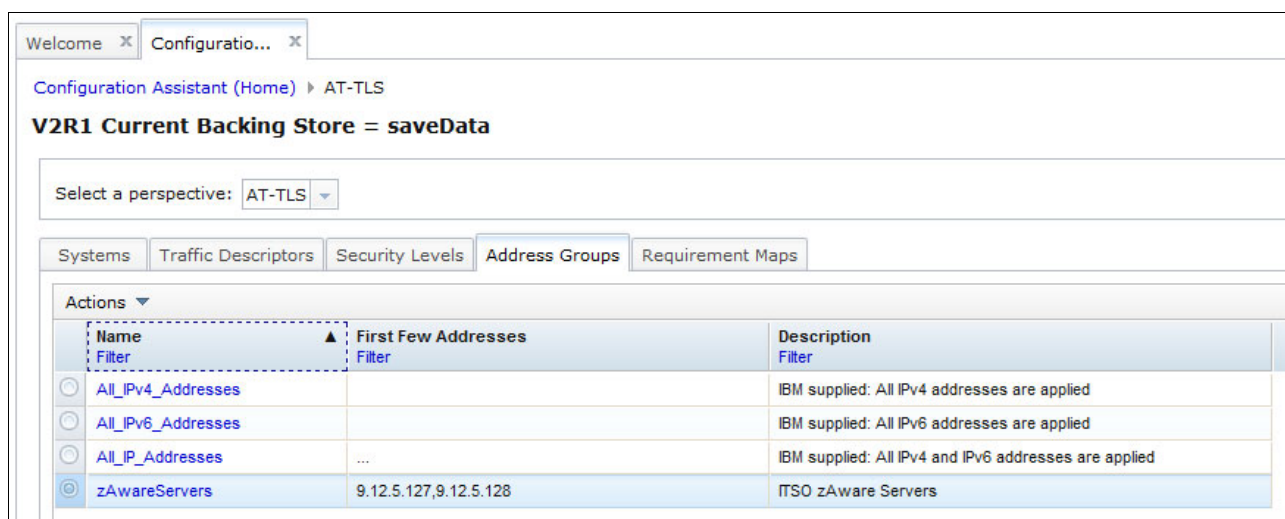 Welcome X Configuratio... X
Configuration Assistant (Home) AT-TLS
V2R1 Current Backing Store = saveData
Select a perspective: AT-TLS
Systems Traffic Descriptors Security Levels Address Groups Requirement Maps
Actions
Name First Few Addresses Description
Filter Filter Filter
All_IPv4_Addresses IBM supplied: All IPv4 addresses are applied
All_IPv6_Addresses IBM supplied: All IPv6 addresses are applied
All_IP_Addresses ... IBM supplied: All IPv4 and IPv6 addresses are applied
zAwareServers 9.12.5.127,9.12.5.128 ITSO zAware Servers